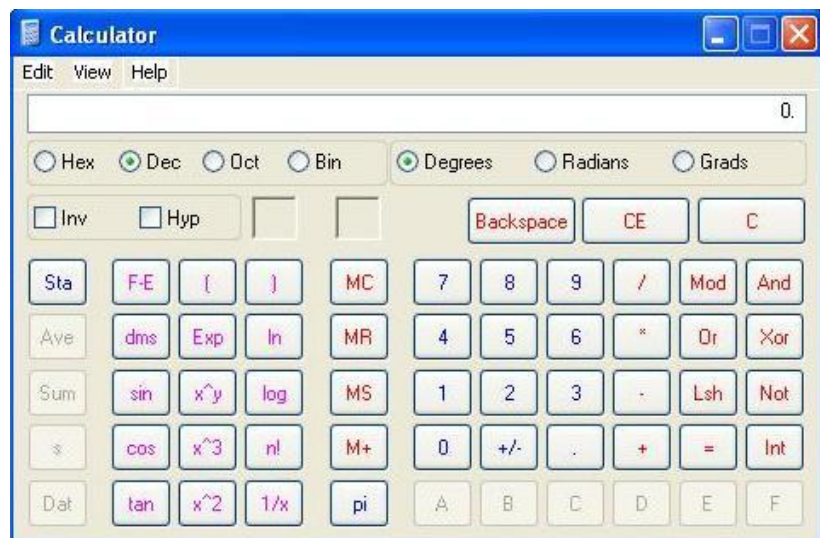 Calculator
Edit View Help
0.
Hex Dec Oct Bin Degrees Radians Grads
Inv Hyp Backspace CE C
Sta F-E ( ) MC 7 8 9 / Mod And
Ave dms Exp ln MR 4 5 6 * Or Xor
Sum sin x^y log MS 1 2 3 - Lsh Not
s cos x^3 n! M+ 0 +/- . + = Int
Dat tan x^2 1/x pi A B C D E F